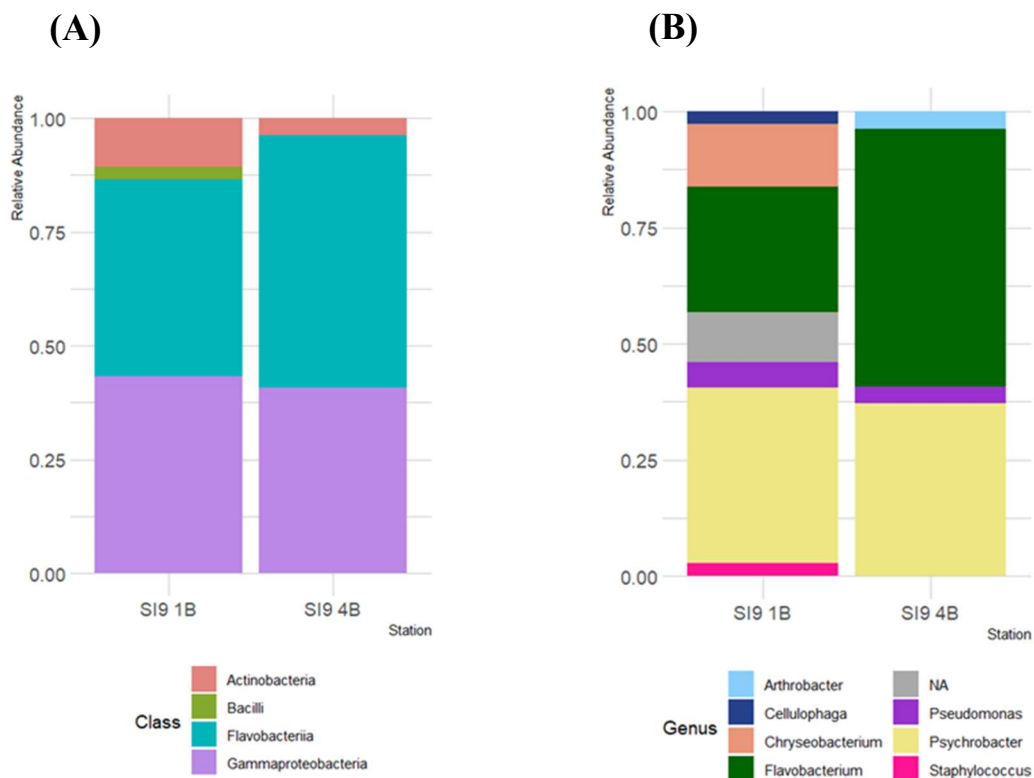 (A)
Relative Abundance
1.00
0.75
0.50
0.25
0.00
SI9 1B SI9 4B
Station
Class
Actinobacteria
Bacilli
Flavobacteriia
Gammaproteobacteria
(B)
Relative Abundance
1.00
0.75
0.50
0.25
0.00
SI9 1B SI9 4B
Station
Genus
Arthrobacter
Cellulophaga
Chryseobacterium
Flavobacterium
NA
Pseudomonas
Psychrobacter
Staphylococcus